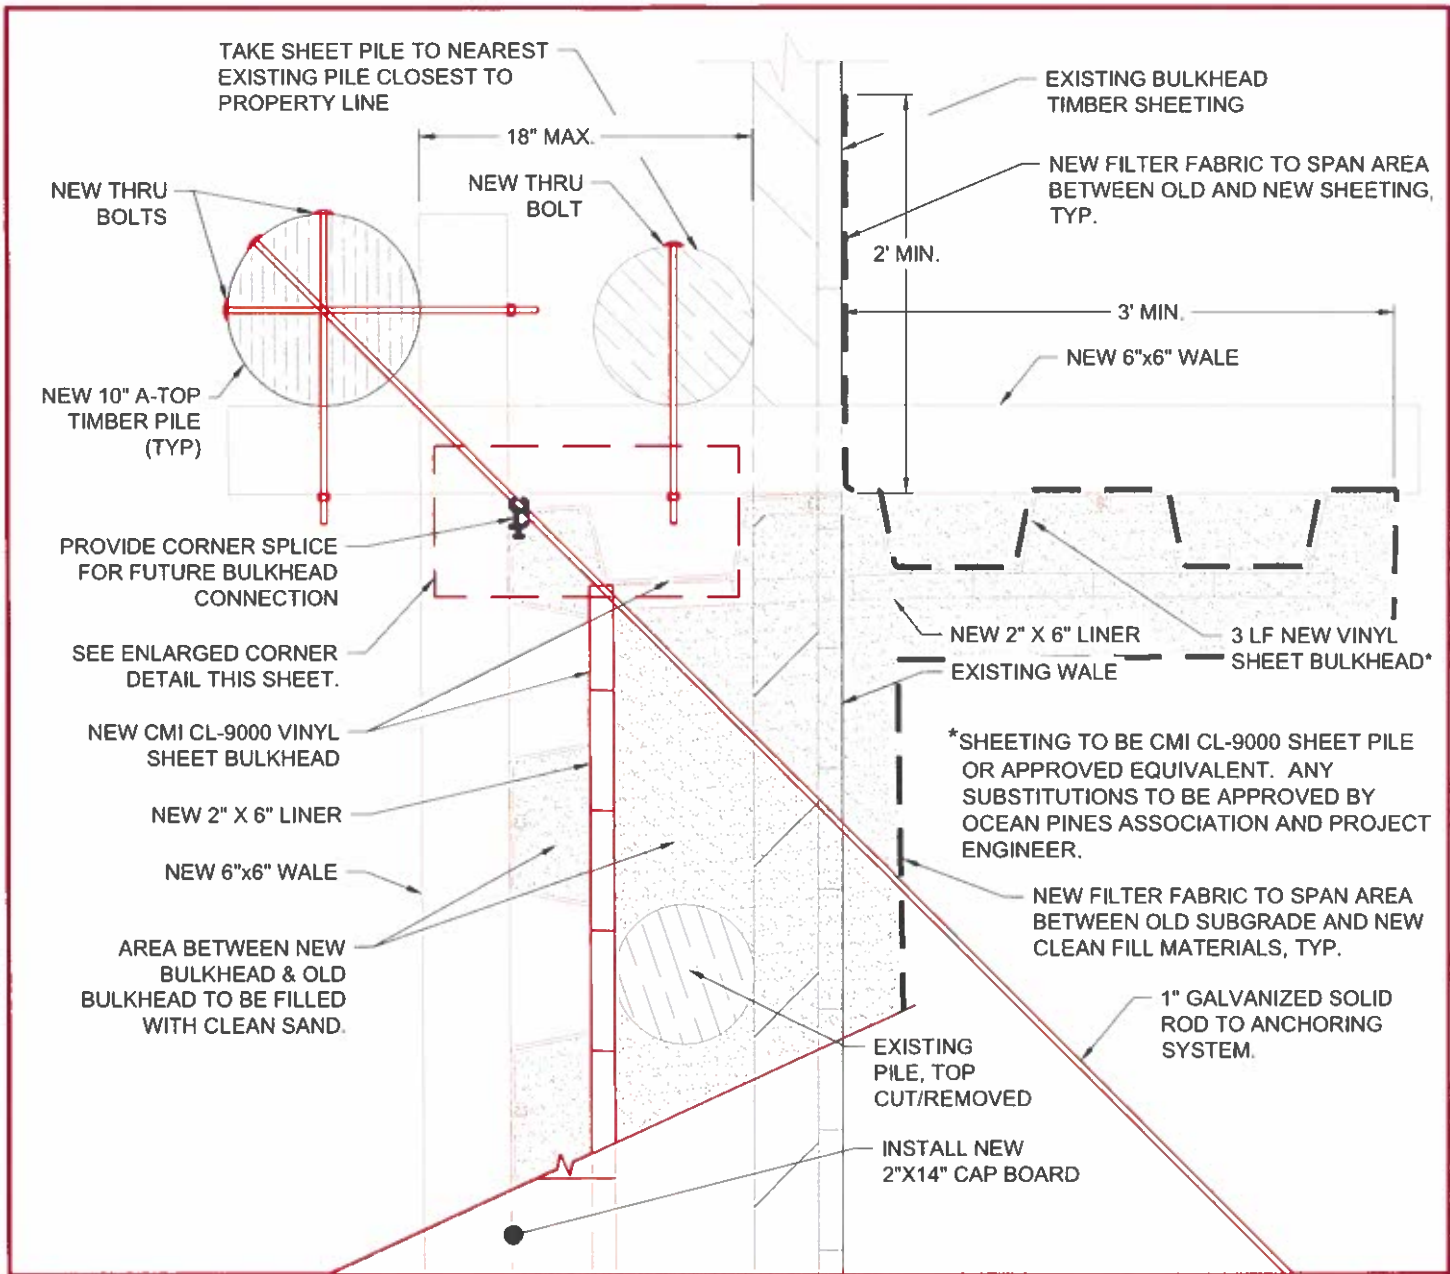 TAKE SHEET PILE TO NEAREST
EXISTING PILE CLOSEST TO
PROPERTY LINE
18" MAX.
NEW THRU
BOLTS
NEW THRU
BOLT
EXISTING BULKHEAD
TIMBER SHEETING
NEW FILTER FABRIC TO SPAN AREA
BETWEEN OLD AND NEW SHEETING,
TYP.
2' MIN.
3' MIN.
NEW 6"x6" WALE
NEW 10" A-TOP
TIMBER PILE
(TYP)
PROVIDE CORNER SPLICE
FOR FUTURE BULKHEAD
CONNECTION
SEE ENLARGED CORNER
DETAIL THIS SHEET.
NEW CMI CL-9000 VINYL
SHEET BULKHEAD
NEW 2" X 6" LINER
NEW 6"x6" WALE
AREA BETWEEN NEW
BULKHEAD & OLD
BULKHEAD TO BE FILLED
WITH CLEAN SAND.
NEW 2" X 6" LINER
EXISTING WALE
3 LF NEW VINYL
SHEET BULKHEAD*
*SHEETING TO BE CMI CL-9000 SHEET PILE
OR APPROVED EQUIVALENT. ANY
SUBSTITUTIONS TO BE APPROVED BY
OCEAN PINES ASSOCIATION AND PROJECT
ENGINEER.
NEW FILTER FABRIC TO SPAN AREA
BETWEEN OLD SUBGRADE AND NEW
CLEAN FILL MATERIALS, TYP.
1" GALVANIZED SOLID
ROD TO ANCHORING
SYSTEM.
EXISTING
PILE, TOP
CUT/REMOVED
INSTALL NEW
2"X14" CAP BOARD